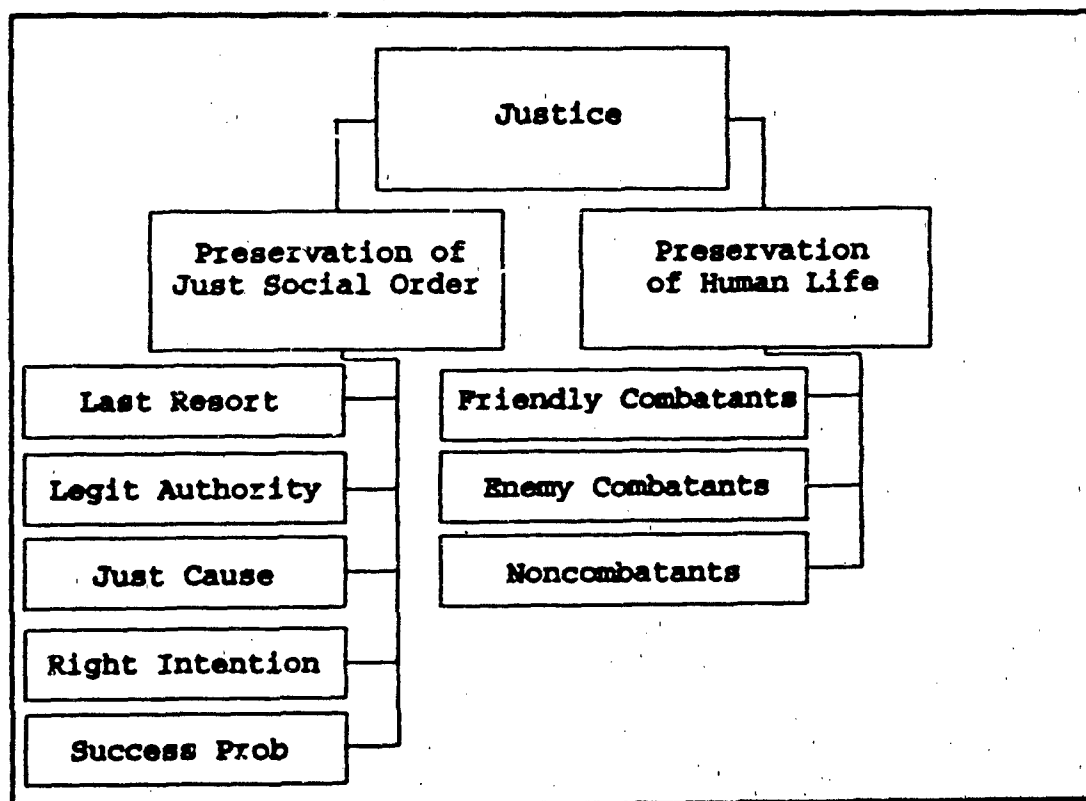 Justice
Preservation of
Just Social Order
Preservation
of Human Life
Last Resort
Legit Authority
Just Cause
Right Intention
Success Prob
Friendly Combatants
Enemy Combatants
Noncombatants